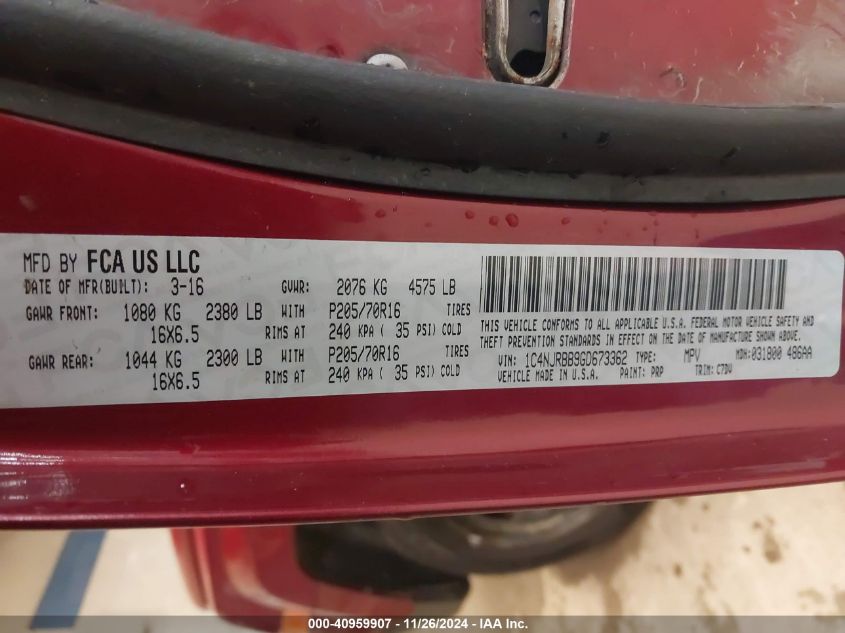 MFD BY FCA US LLC
DATE OF MFR(BUILT): 3-16 GVWR: 2076 KG 4575 LB
GAWR FRONT: 1080 KG 2380 LB WITH P205/70R16 TIRES
16X6.5 RIMS AT 240 KPA ( 35 PSI) COLD
GAWR REAR: 1044 KG 2300 LB WITH P205/70R16 TIRES
16X6.5 RIMS AT 240 KPA ( 35 PSI) COLD
THIS VEHICLE CONFORMS TO ALL APPLICABLE U.S.A. FEDERAL MOTOR VEHICLE SAFETY AND
THEFT PREVENTION STANDARDS IN EFFECT ON THE DATE OF MANUFACTURE SHOWN ABOVE.
VIN: 1C4NJRBB9GD673362 TYPE: MPV MDH: 031800 486AA
VEHICLE MADE IN U.S.A. PAINT: PRP TRIM: C7DV
000-40959907 - 11/26/2024 - IAA Inc.